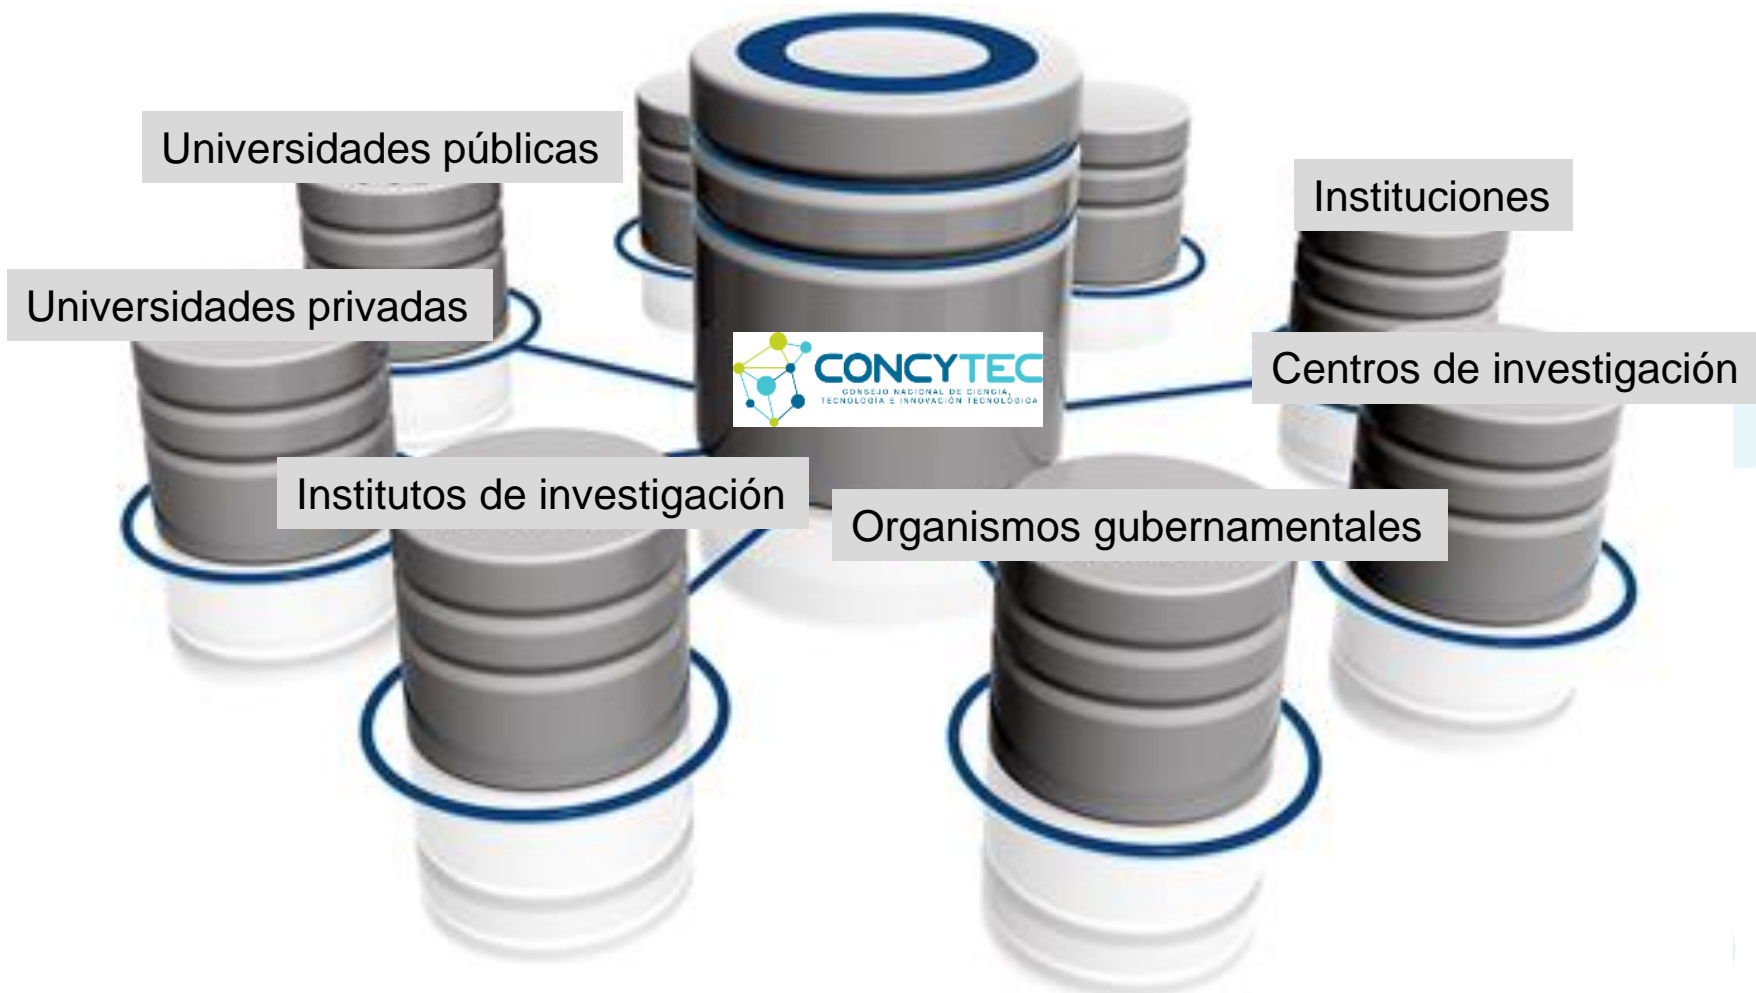 Universidades públicas
Instituciones
Universidades privadas
CONCYTEC
CONSEJO NACIONAL DE CIENCIA,
TECNOLOGÍA E INNOVACIÓN TECNOLÓGICA
Centros de investigación
Institutos de investigación
Organismos gubernamentales